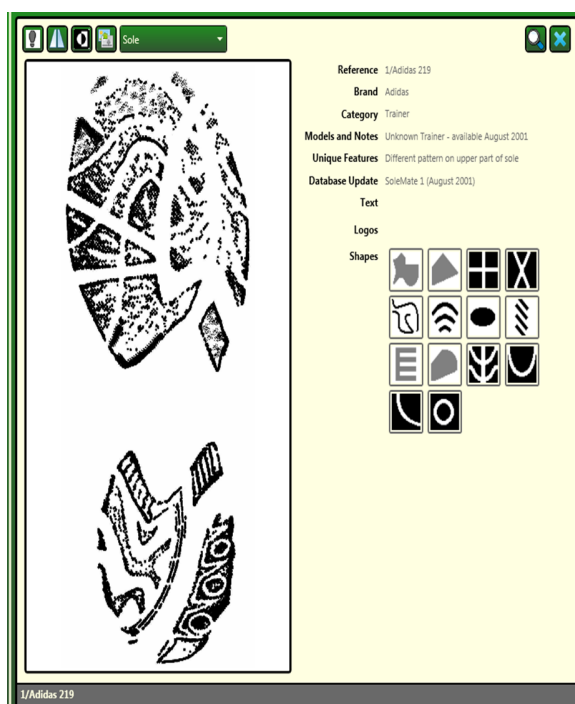 Sole
Reference 1/Adidas 219
Brand Adidas
Category Trainer
Models and Notes Unknown Trainer - available August 2001
Unique Features Different pattern on upper part of sole
Database Update SoleMate 1 (August 2001)
Text
Logos
Shapes
1/Adidas 219